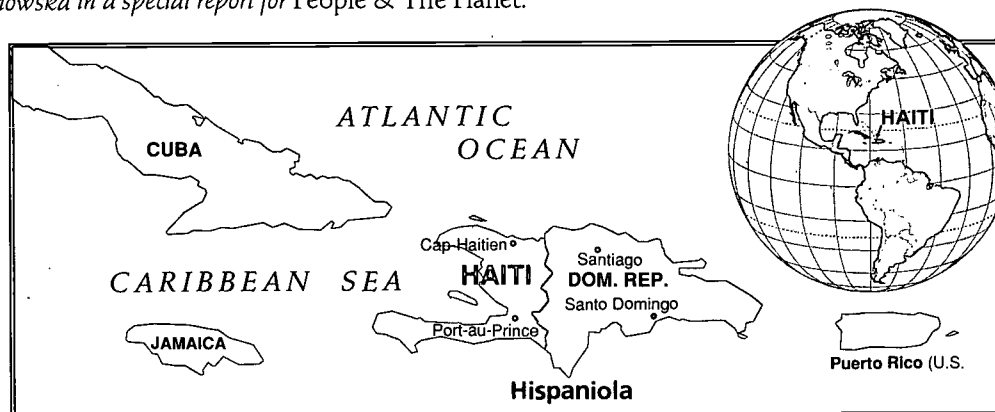 in a special report for People & The Planet.
ATLANTIC
OCEAN
HAITI
CUBA
Cap-Haitien
Santiago
CARIBBEAN SEA
HAITI
DOM. REP.
Santo Domingo
Port-au-Prince
JAMAICA
Puerto Rico (U.S.
Hispaniola